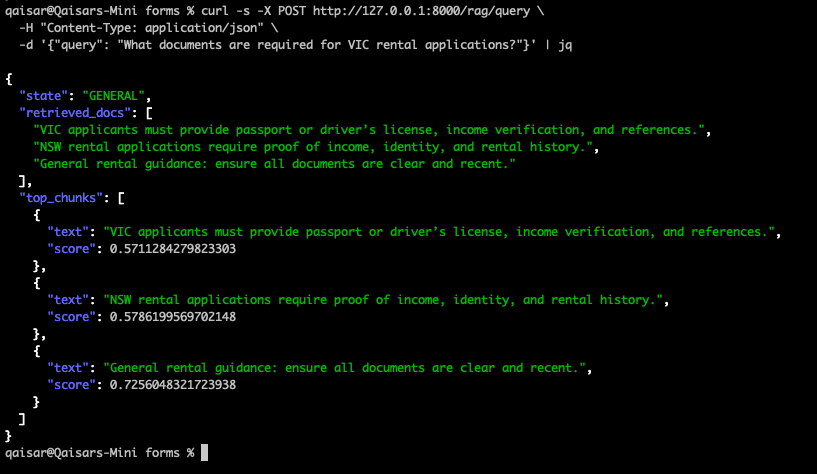 qaisar@Qaisars-Mini forms % curl -s -X POST http://127.0.0.1:8000/rag/query \
  -H "Content-Type: application/json" \
  -d '{"query": "What documents are required for VIC rental applications?"}' | jq
{
  "state": "GENERAL",
  "retrieved_docs": [
    "VIC applicants must provide passport or driver’s license, income verification, and references.",
    "NSW rental applications require proof of income, identity, and rental history.",
    "General rental guidance: ensure all documents are clear and recent."
  ],
  "top_chunks": [
    {
      "text": "VIC applicants must provide passport or driver’s license, income verification, and references.",
      "score": 0.5711284279823303
    },
    {
      "text": "NSW rental applications require proof of income, identity, and rental history.",
      "score": 0.5786199569702148
    },
    {
      "text": "General rental guidance: ensure all documents are clear and recent.",
      "score": 0.7256048321723938
    }
  ]
}
qaisar@Qaisars-Mini forms %